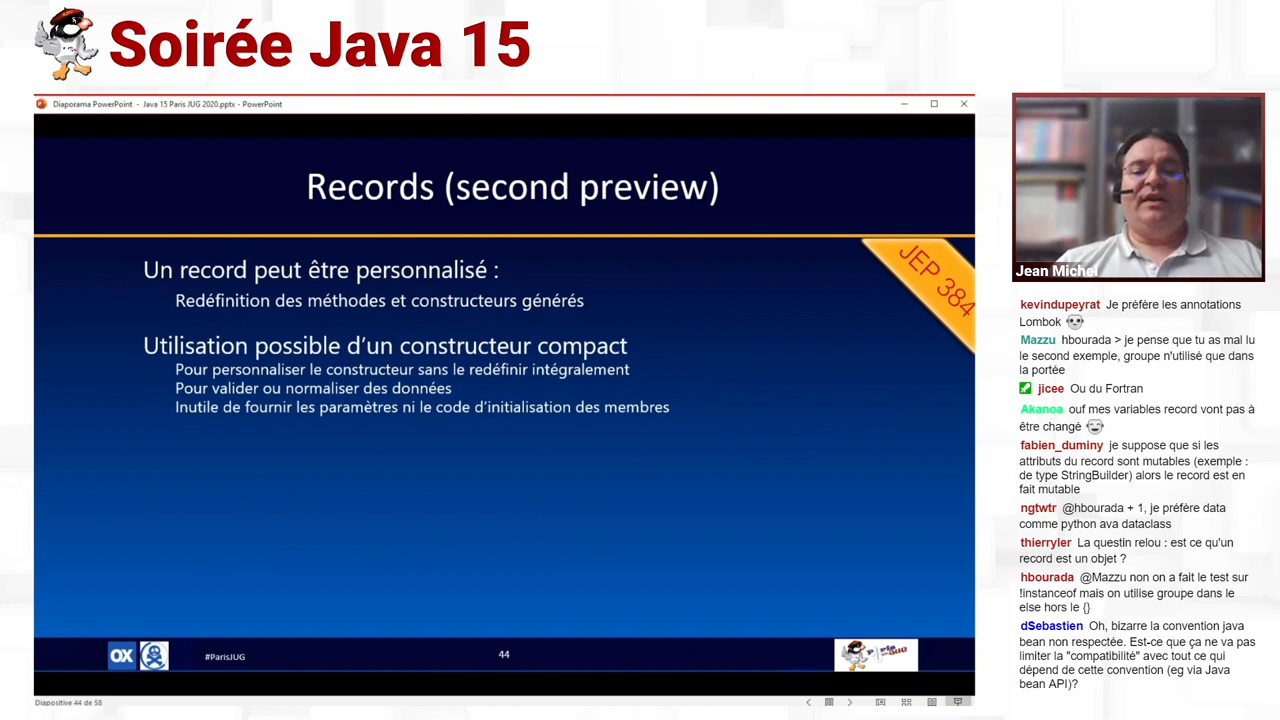 Soirée Java 15
Diaporama PowerPoint - Java 15 Paris JUG 2020.pptx - PowerPoint
Records (second preview)
JEP 384
Un record peut être personnalisé :
Redéfinition des méthodes et constructeurs générés
Utilisation possible d'un constructeur compact
Pour personnaliser le constructeur sans le redéfinir intégralement
Pour valider ou normaliser des données
Inutile de fournir les paramètres ni le code d'initialisation des membres
OX
#ParisJUG
44
Diapositive 44 de 58
Jean Michel
kevindupeyrat Je préfère les annotations
Lombok
Mazzu hbourada > je pense que tu as mal lu
le second exemple, groupe n'utilisé que dans
la portée
jicee Ou du Fortran
Akanoa ouf mes variables record vont pas à
être changé
fabien_duminy je suppose que si les
attributs du record sont mutables (exemple :
de type StringBuilder) alors le record est en
fait mutable
ngtwtr @hbourada + 1, je préfère data
comme python ava dataclass
thierryler La questin relou : est ce qu'un
record est un objet ?
hbourada @Mazzu non on a fait le test sur
!instanceof mais on utilise groupe dans le
else hors le {}
dSebastien Oh, bizarre la convention java
bean non respectée. Est-ce que ça ne va pas
limiter la "compatibilité" avec tout ce qui
dépend de cette convention (eg via Java
bean API)?